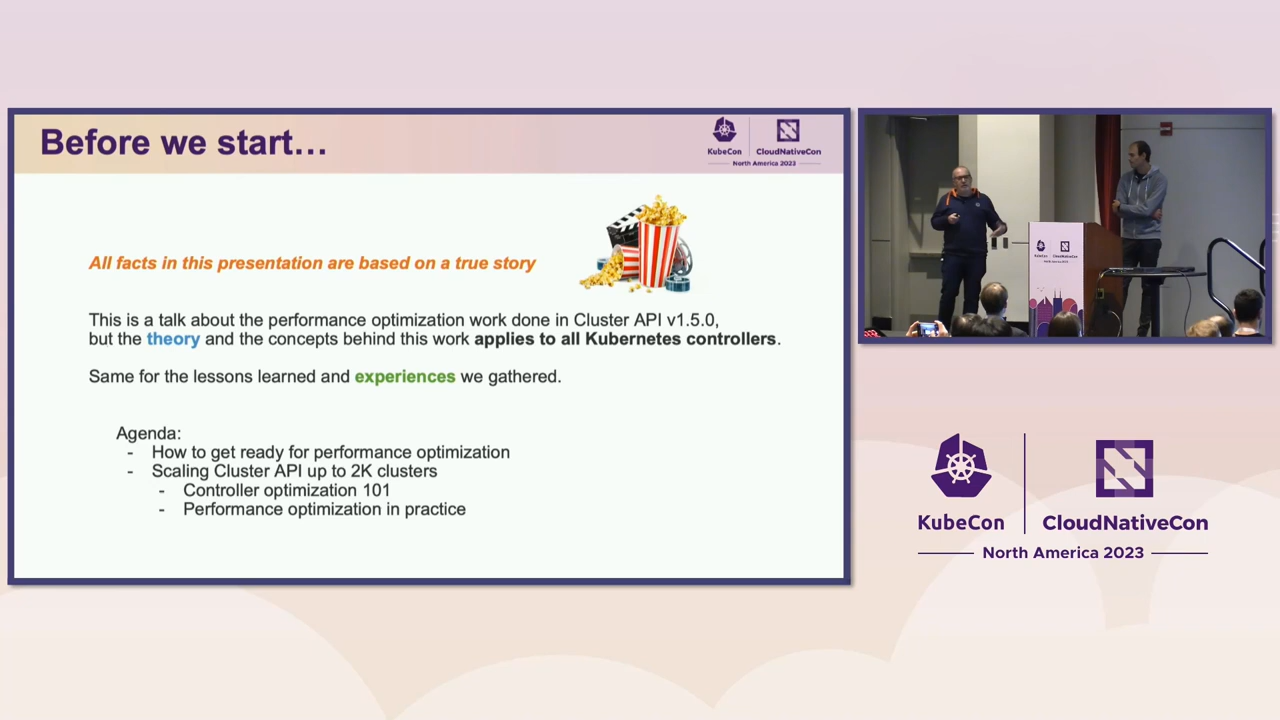 Before we start…
KubeCon
CloudNativeCon
North America 2023
All facts in this presentation are based on a true story
This is a talk about the performance optimization work done in Cluster API v1.5.0,
but the theory and the concepts behind this work applies to all Kubernetes controllers.
Same for the lessons learned and experiences we gathered.
Agenda:
- How to get ready for performance optimization
- Scaling Cluster API up to 2K clusters
- Controller optimization 101
- Performance optimization in practice
KubeCon
CloudNativeCon
North America 2023